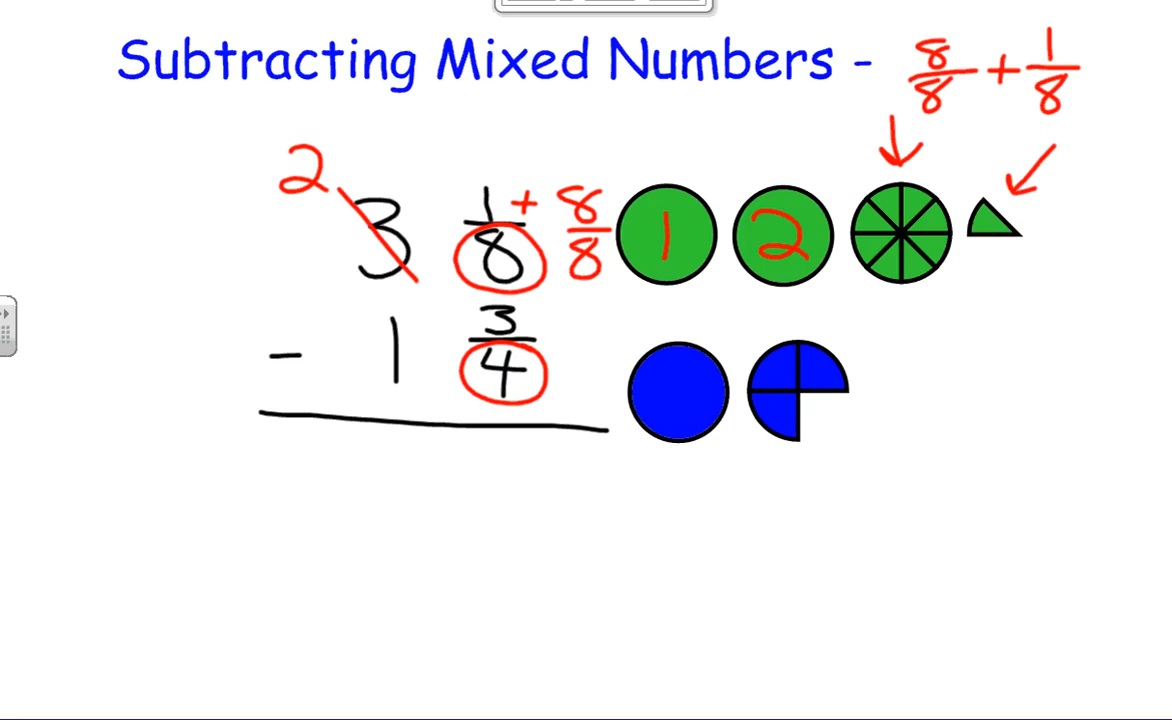 Subtracting Mixed Numbers - 8/8 + 1/8
2
3 1/8 + 8/8 1 2
- 1 3/4